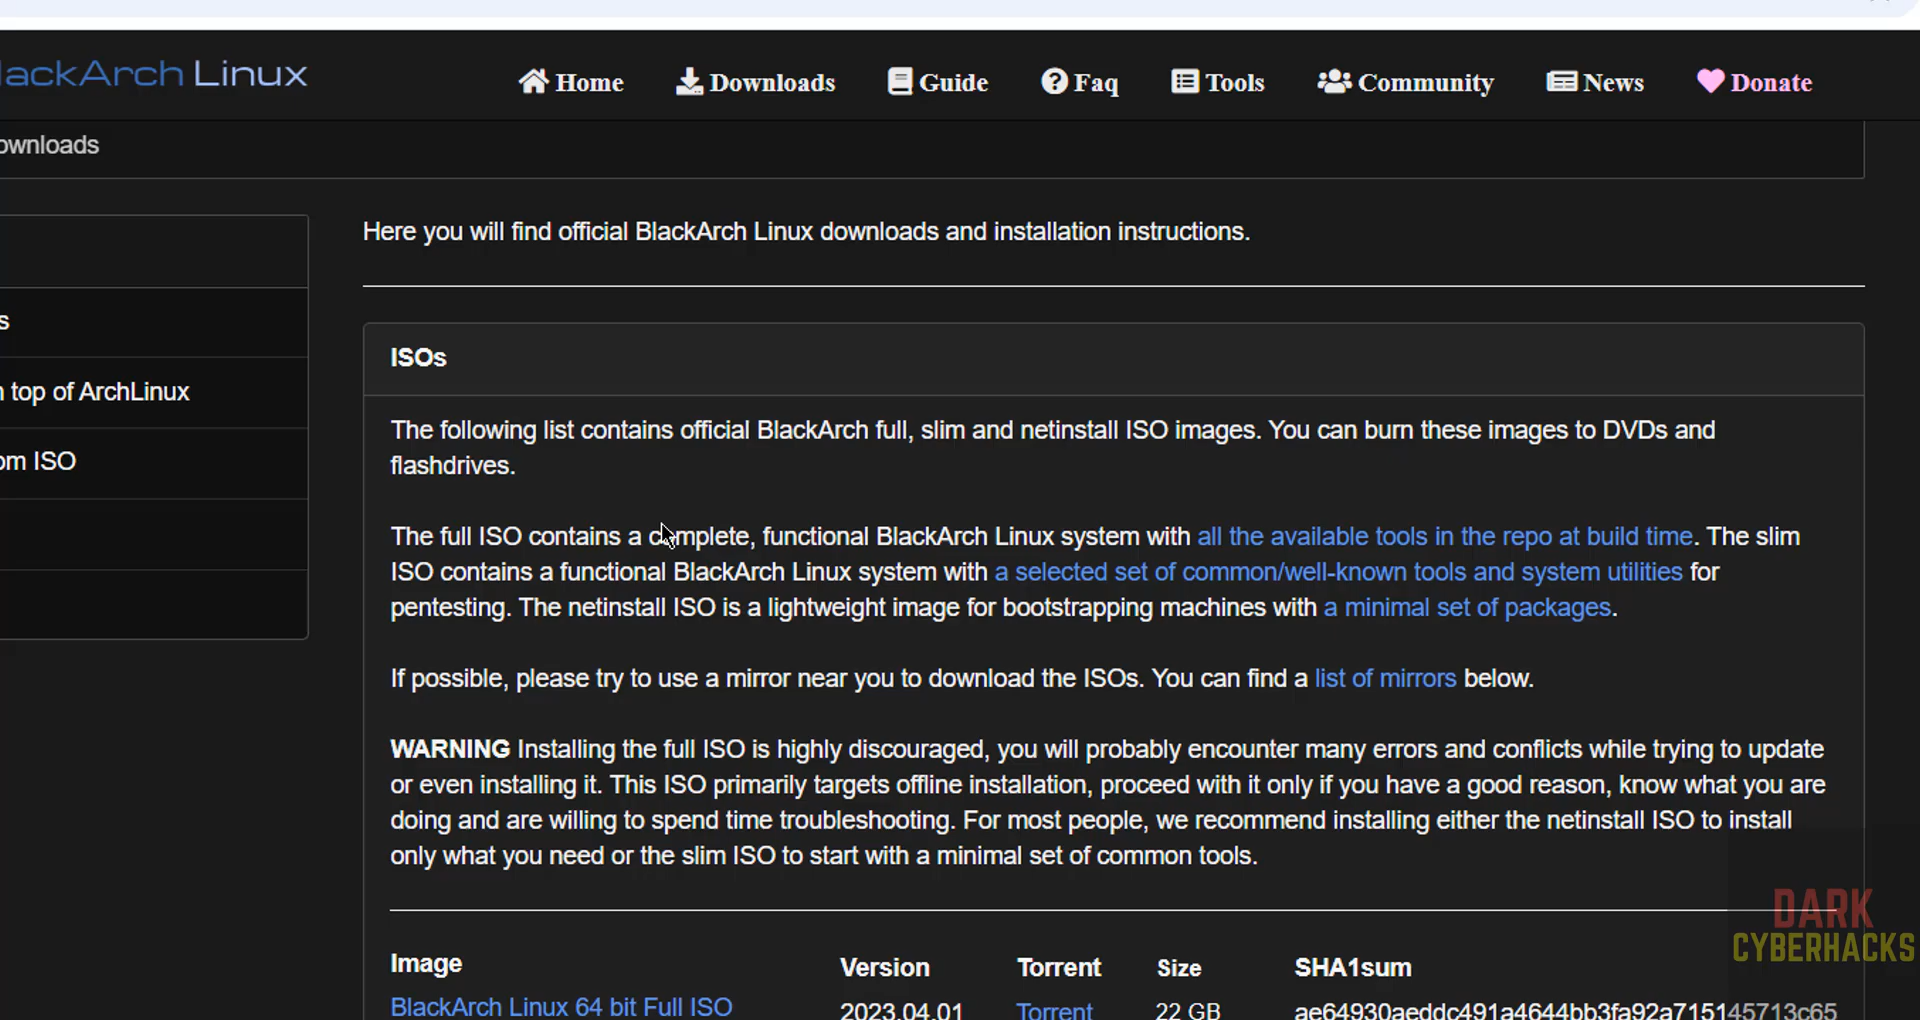 lackArch Linux
Home Downloads Guide Faq Tools Community News Donate
ownloads
Here you will find official BlackArch Linux downloads and installation instructions.
s
n top of ArchLinux
om ISO
ISOs
The following list contains official BlackArch full, slim and netinstall ISO images. You can burn these images to DVDs and
flashdrives.
The full ISO contains a complete, functional BlackArch Linux system with all the available tools in the repo at build time. The slim
ISO contains a functional BlackArch Linux system with a selected set of common/well-known tools and system utilities for
pentesting. The netinstall ISO is a lightweight image for bootstrapping machines with a minimal set of packages.
If possible, please try to use a mirror near you to download the ISOs. You can find a list of mirrors below.
WARNING Installing the full ISO is highly discouraged, you will probably encounter many errors and conflicts while trying to update
or even installing it. This ISO primarily targets offline installation, proceed with it only if you have a good reason, know what you are
doing and are willing to spend time troubleshooting. For most people, we recommend installing either the netinstall ISO to install
only what you need or the slim ISO to start with a minimal set of common tools.
Image Version Torrent Size SHA1sum
BlackArch Linux 64 bit Full ISO 2023.04.01 Torrent 22 GB ae64930aeddc491a4644bb3fa92a715145713c65
DARK
CYBERHACKS